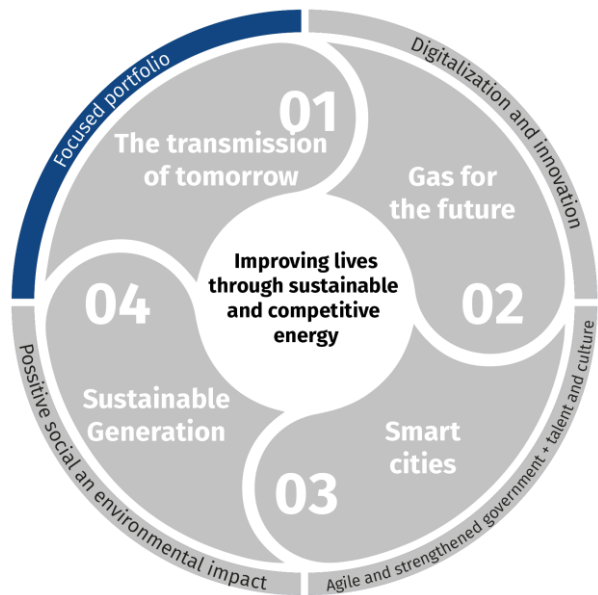 Focused portfolio
Digitalization and innovation
01
The transmission
of tomorrow
Gas for
the future
Improving lives
through sustainable
and competitive
energy
04
02
Sustainable
Generation
Smart
cities
03
Possitive social an environmental impact
Agile and strengthened government + talent and culture